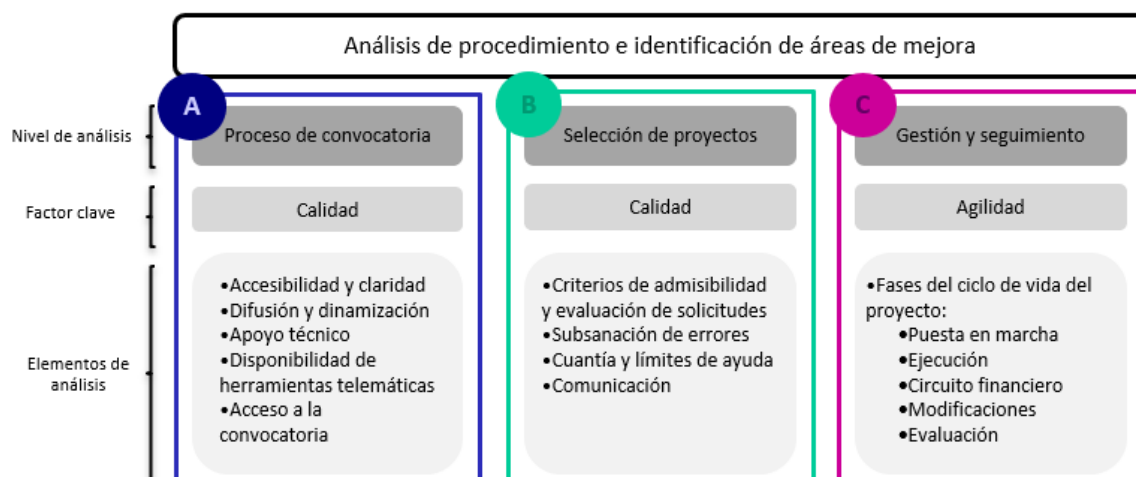 Análisis de procedimiento e identificación de áreas de mejora
A
B
C
Nivel de análisis
Proceso de convocatoria
Selección de proyectos
Gestión y seguimiento
Factor clave
Calidad
Calidad
Agilidad
Elementos de
análisis
•Accesibilidad y claridad
•Difusión y dinamización
•Apoyo técnico
•Disponibilidad de
herramientas telemáticas
•Acceso a la
convocatoria
•Criterios de admisibilidad
y evaluación de solicitudes
•Subsanación de errores
•Cuantía y límites de ayuda
•Comunicación
•Fases del ciclo de vida del
proyecto:
•Puesta en marcha
•Ejecución
•Circuito financiero
•Modificaciones
•Evaluación